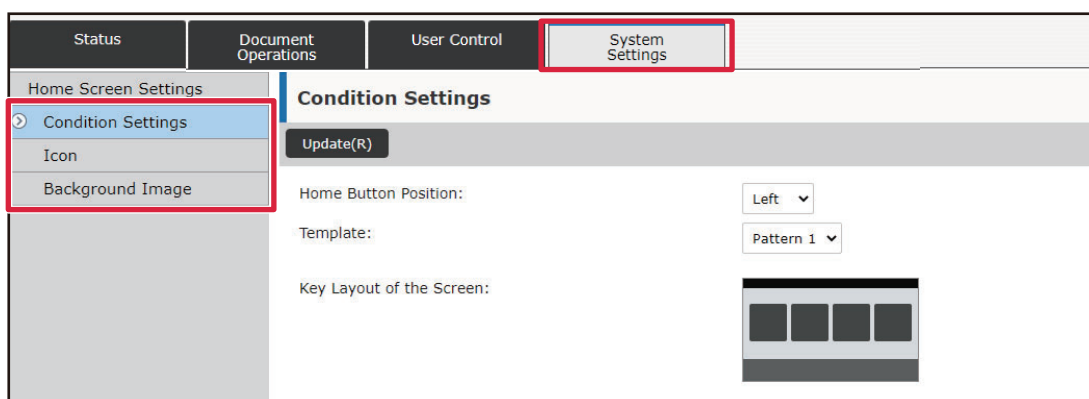 Status
Document
Operations
User Control
System
Settings
Home Screen Settings
Condition Settings
Icon
Background Image
Condition Settings
Update(R)
Home Button Position:
Left
Template:
Pattern 1
Key Layout of the Screen: